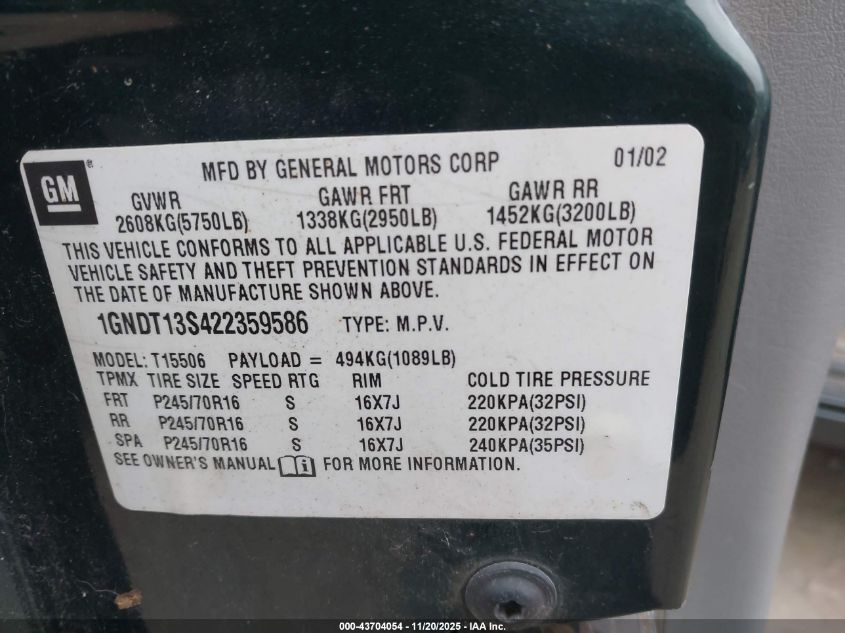 GM
MFD BY GENERAL MOTORS CORP 01/02
GVWR GAWR FRT GAWR RR
2608KG(5750LB) 1338KG(2950LB) 1452KG(3200LB)
THIS VEHICLE CONFORMS TO ALL APPLICABLE U.S. FEDERAL MOTOR
VEHICLE SAFETY AND THEFT PREVENTION STANDARDS IN EFFECT ON
THE DATE OF MANUFACTURE SHOWN ABOVE.
1GNDT13S422359586 TYPE: M.P.V.
MODEL: T15506 PAYLOAD = 494KG(1089LB)
TPMX TIRE SIZE SPEED RTG RIM COLD TIRE PRESSURE
FRT P245/70R16 S 16X7J 220KPA(32PSI)
RR P245/70R16 S 16X7J 220KPA(32PSI)
SPA P245/70R16 S 16X7J 240KPA(35PSI)
SEE OWNER'S MANUAL i FOR MORE INFORMATION.
000-43704054 - 11/20/2025 - IAA Inc.